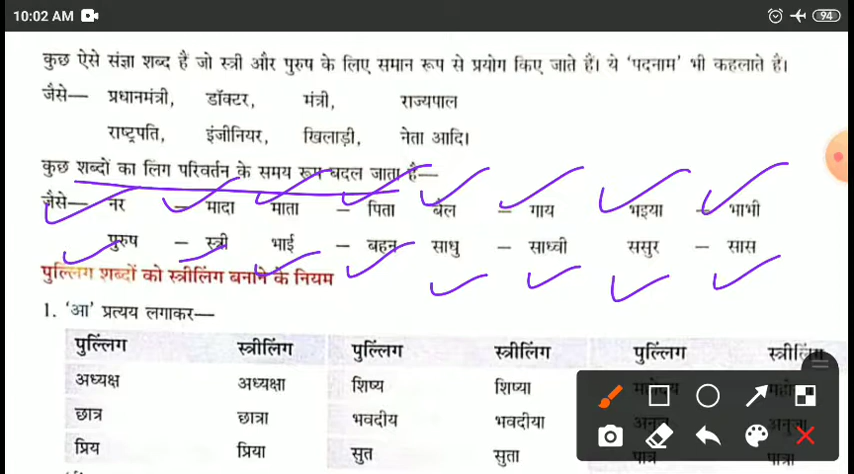 10:02 AM 94
कुछ ऐसे संज्ञा शब्द हैं जो स्त्री और पुरुष के लिए समान रूप से प्रयोग किए जाते हैं। ये 'पदनाम' भी कहलाते हैं।
जैसे— प्रधानमंत्री, डॉक्टर, मंत्री, राज्यपाल
राष्ट्रपति, इंजीनियर, खिलाड़ी, नेता आदि।
कुछ शब्दों का लिंग परिवर्तन के समय रूप बदल जाता है—
जैसे— नर – मादा माता – पिता बैल – गाय भइया – भाभी
पुरुष – स्त्री भाई – बहन साधु – साध्वी ससुर – सास
पुल्लिंग शब्दों को स्त्रीलिंग बनाने के नियम
1. 'आ' प्रत्यय लगाकर—
पुल्लिंग स्त्रीलिंग पुल्लिंग स्त्रीलिंग पुल्लिंग स्त्रीलिंग
अध्यक्ष अध्यक्षा शिष्य शिष्या
छात्र छात्रा भवदीय भवदीया
प्रिय प्रिया सुत सुता पात्र पात्रा